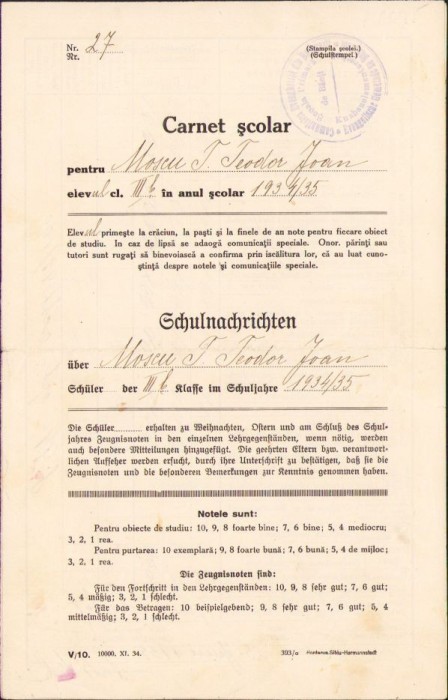 Nr. 27
Nr.
(Stampila școlei.)
(Schulstempel.)
Carnet școlar
pentru Moscu T. Teodor Joan
elevul cl. III b în anul școlar 1934/35
Elevul primește la crăciun, la paști și la finele de an note pentru fiecare obiect
de studiu. In caz de lipsă se adaogă comunicații speciale. Onor. părinți sau
tutori sunt rugați să binevoiască a confirma prin iscălitura lor, că au luat cuno-
ștință despre notele și comunicațiile speciale.
Schulnachrichten
über Moscu T. Teodor Joan
Schüler der III b Klasse im Schuljahre 1934/35
Die Schüler erhalten zu Weihnachten, Ostern und am Schluß des Schul-
jahres Zeugnisnoten in den einzelnen Lehrgegenständen, wenn nötig, werden
auch besondere Mitteilungen hinzugefügt. Die geehrten Eltern bzw. verantwort-
lichen Aufseher werden ersucht, durch ihre Unterschrift zu bestätigen, daß sie die
Zeugnisnoten und die besonderen Bemerkungen zur Kenntnis genommen haben.
Notele sunt:
Pentru obiecte de studiu: 10, 9, 8 foarte bine; 7, 6 bine; 5, 4 mediocru;
3, 2, 1 rea.
Pentru purtarea: 10 exemplară; 9, 8 foarte bună; 7, 6 bună; 5, 4 de mijloc;
3, 2, 1 rea.
Die Zeugnisnoten sind:
Für den Fortschritt in den Lehrgegenständen: 10, 9, 8 sehr gut; 7, 6 gut;
5, 4 mäßig; 3, 2, 1 schlecht.
Für das Betragen: 10 beispielgebend; 9, 8 sehr gut; 7, 6 gut; 5, 4
mittelmäßig; 3, 2, 1 schlecht.
V/10. 10000. XI. 34.
303/a